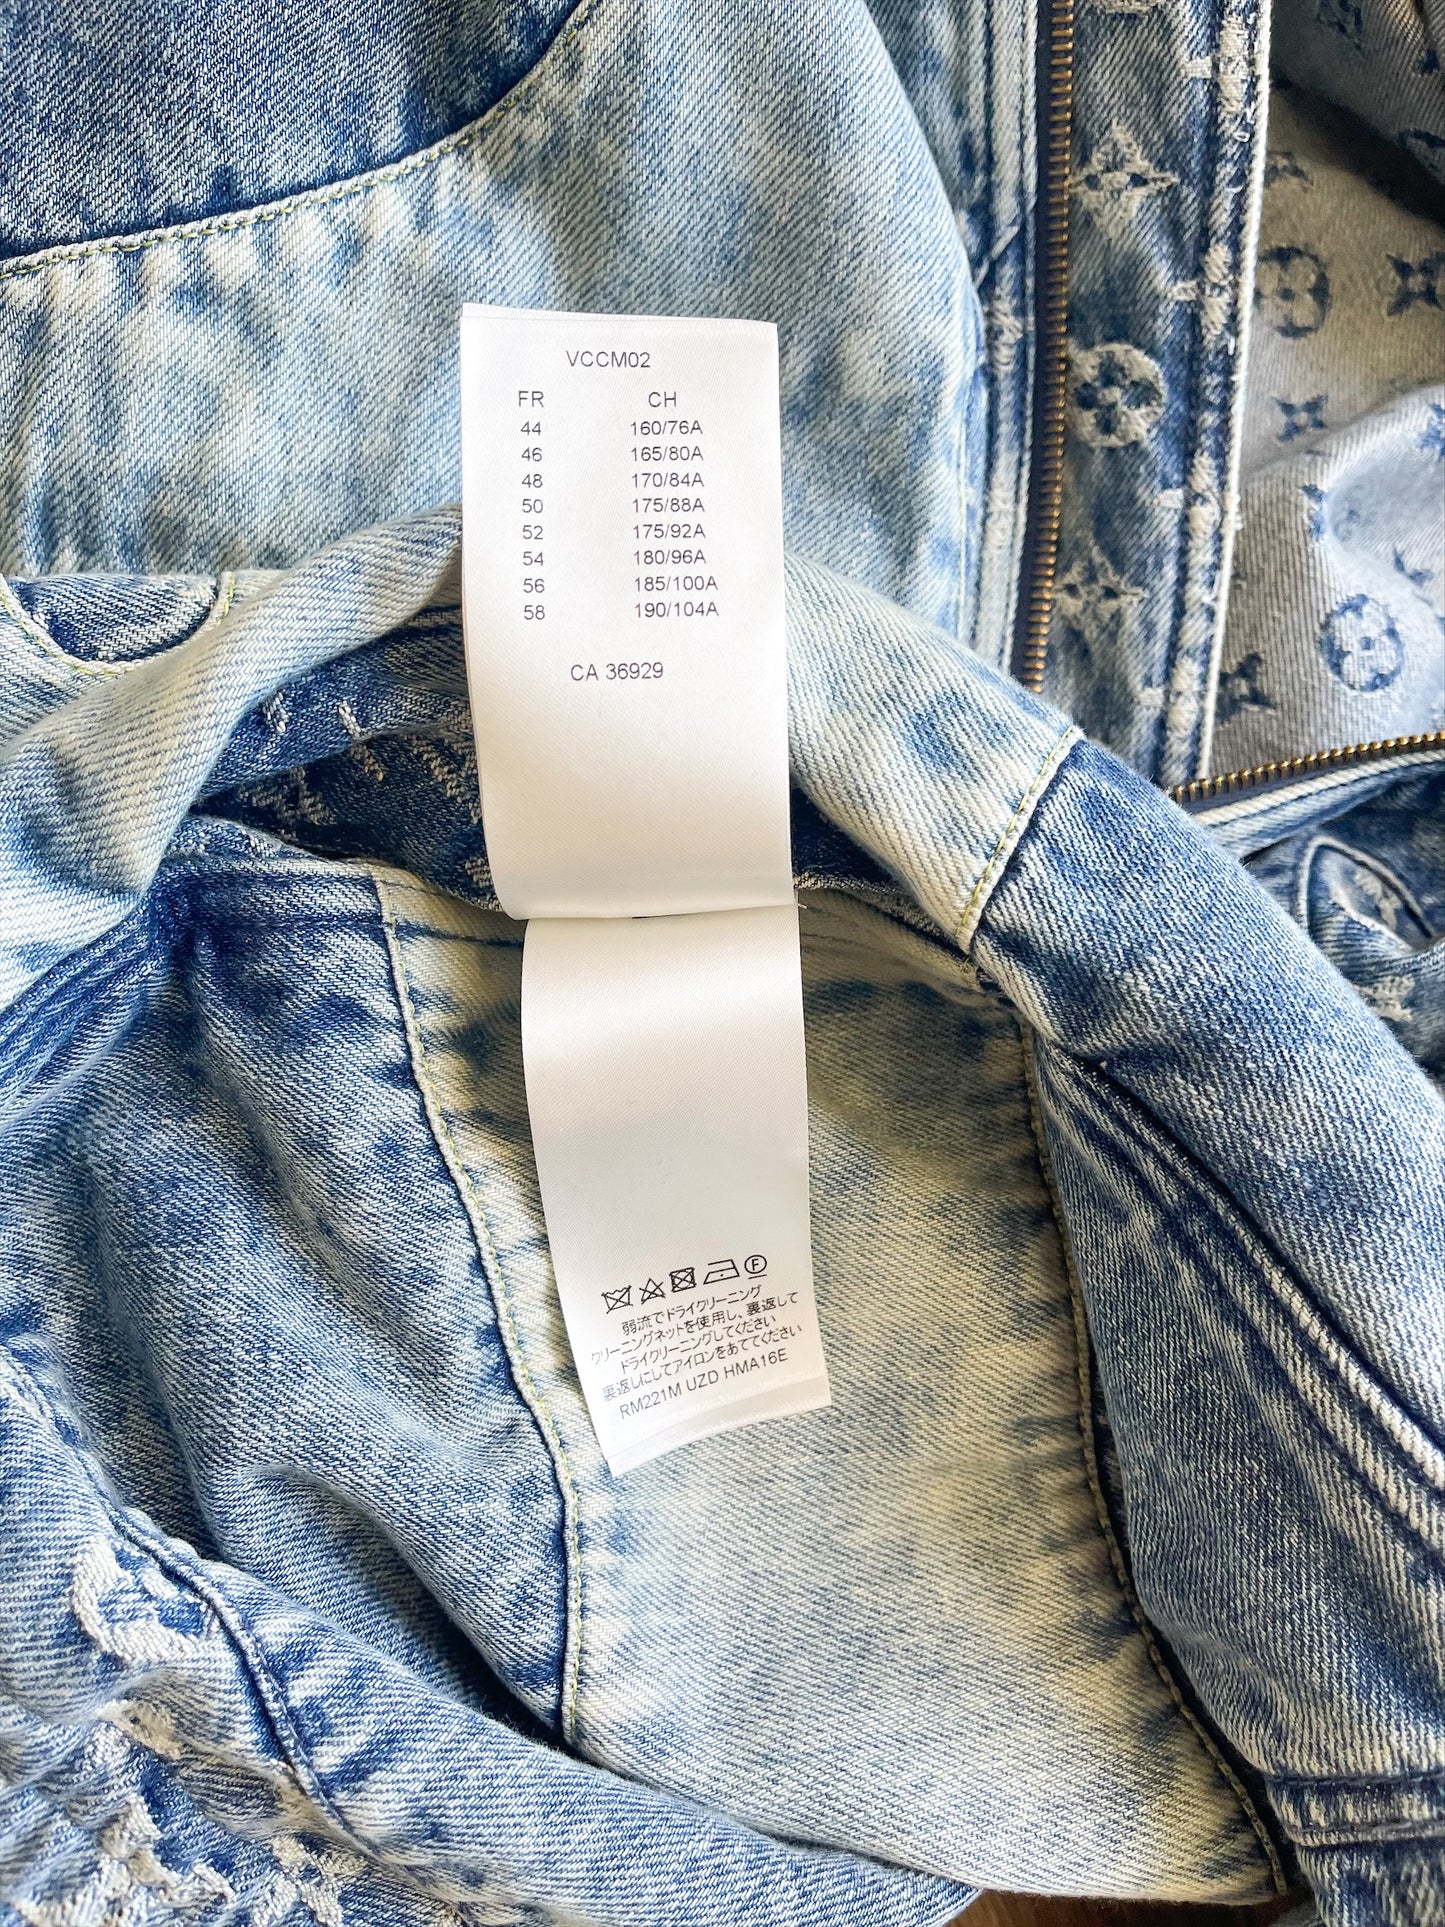 VCCM02
FR CH
44 160/76A
46 165/80A
48 170/84A
50 175/88A
52 175/92A
54 180/96A
56 185/100A
58 190/104A
CA 36929
F
弱流でドライクリーニング
クリーニングネットを使用し、裏返して
ドライクリーニングしてください
裏返しにしてアイロンをあててください
RM221M UZD HMA16E